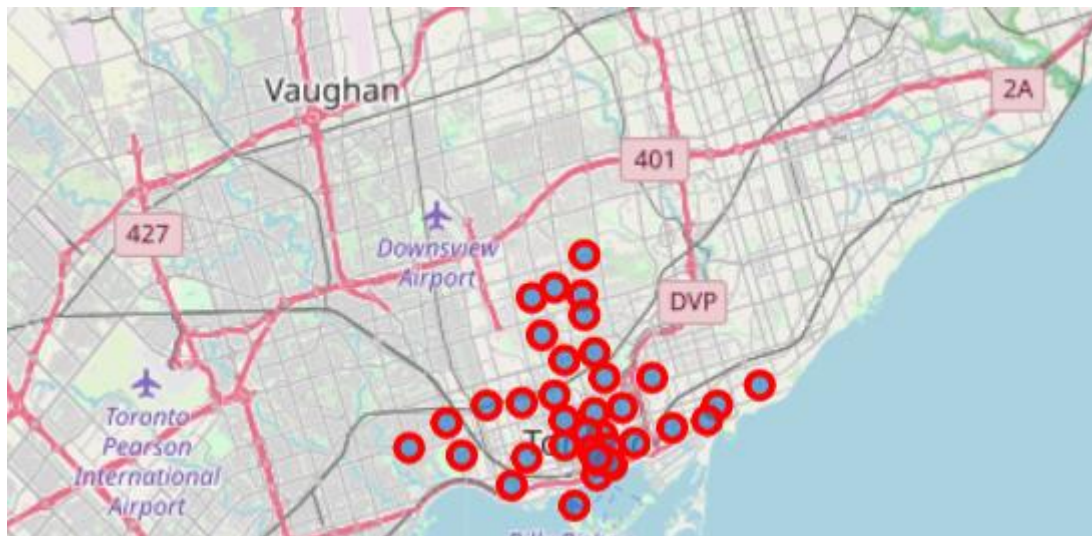 Vaughan
2A
401
427
Downsview
Airport
DVP
Toronto
Pearson
International
Airport